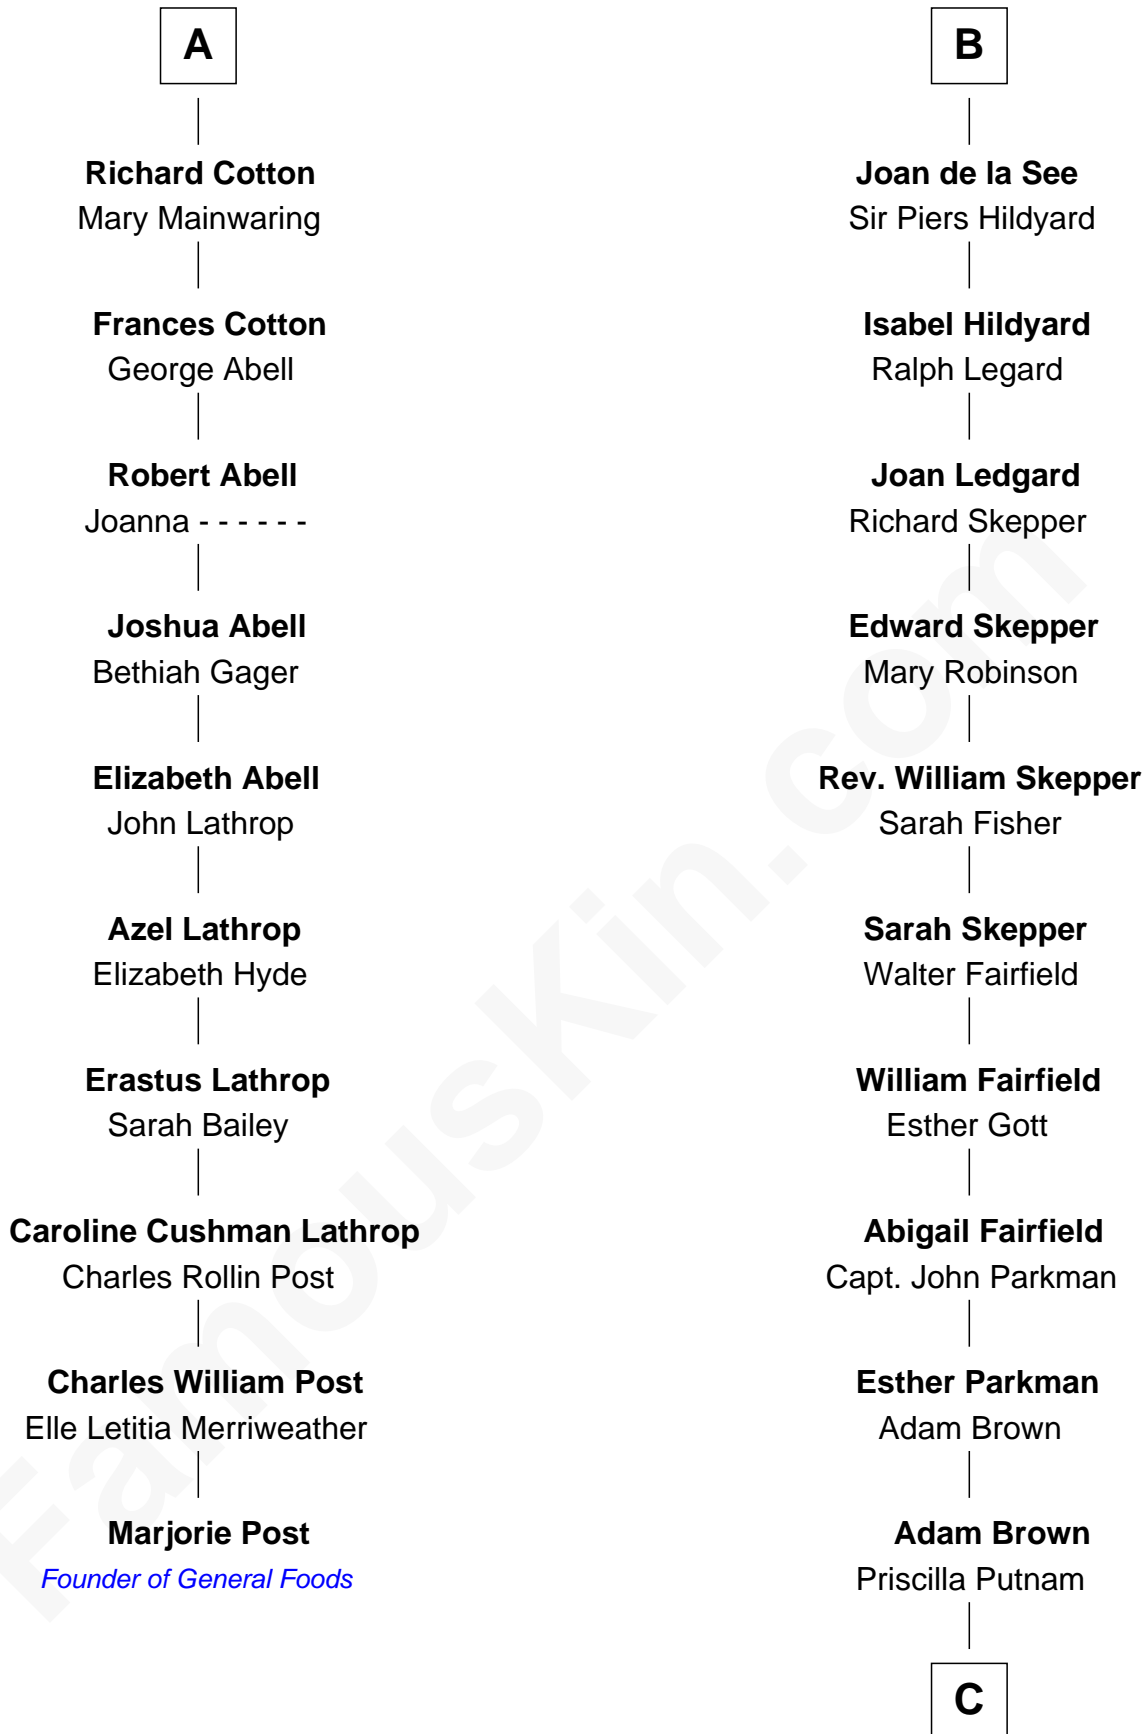 A
Richard Cotton
Mary Mainwaring
Frances Cotton
George Abell
Robert Abell
Joanna - - - - - -
Joshua Abell
Bethiah Gager
Elizabeth Abell
John Lathrop
Azel Lathrop
Elizabeth Hyde
Erastus Lathrop
Sarah Bailey
Caroline Cushman Lathrop
Charles Rollin Post
Charles William Post
Elle Letitia Merriweather
Marjorie Post
Founder of General Foods
B
Joan de la See
Sir Piers Hildyard
Isabel Hildyard
Ralph Legard
Joan Ledgard
Richard Skepper
Edward Skepper
Mary Robinson
Rev. William Skepper
Sarah Fisher
Sarah Skepper
Walter Fairfield
William Fairfield
Esther Gott
Abigail Fairfield
Capt. John Parkman
Esther Parkman
Adam Brown
Adam Brown
Priscilla Putnam
C
FamousKin.com